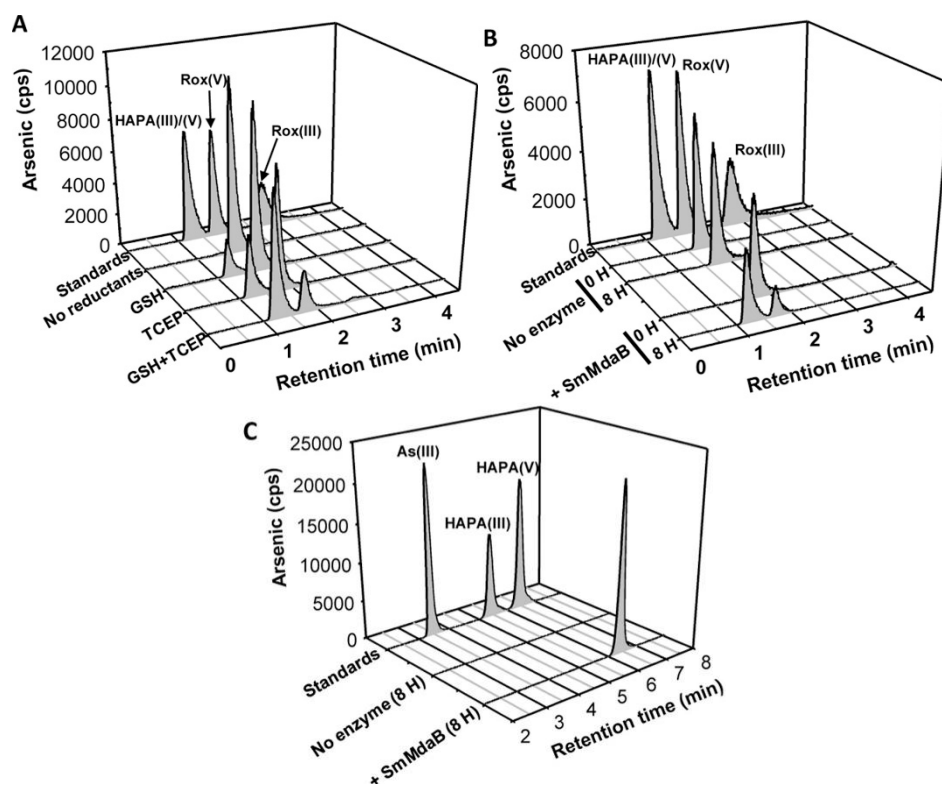 A
12000
10000
8000
6000
4000
2000
0
Arsenic (cps)
HAPA(III)/(V)
Rox(V)
Rox(III)
Standards
No reductants
GSH
TCEP
GSH+TCEP
0 1 2 3 4
Retention time (min)
B
8000
6000
4000
2000
0
Arsenic (cps)
HAPA(III)/(V)
Rox(V)
Rox(III)
Standards
0 H
No enzyme
8 H
0 H
+ SmMdaB
8 H
0 1 2 3 4
Retention time (min)
C
25000
20000
15000
10000
5000
0
Arsenic (cps)
As(III)
HAPA(III)
HAPA(V)
Standards
No enzyme (8 H)
+ SmMdaB (8 H)
2 3 4 5 6 7 8
Retention time (min)